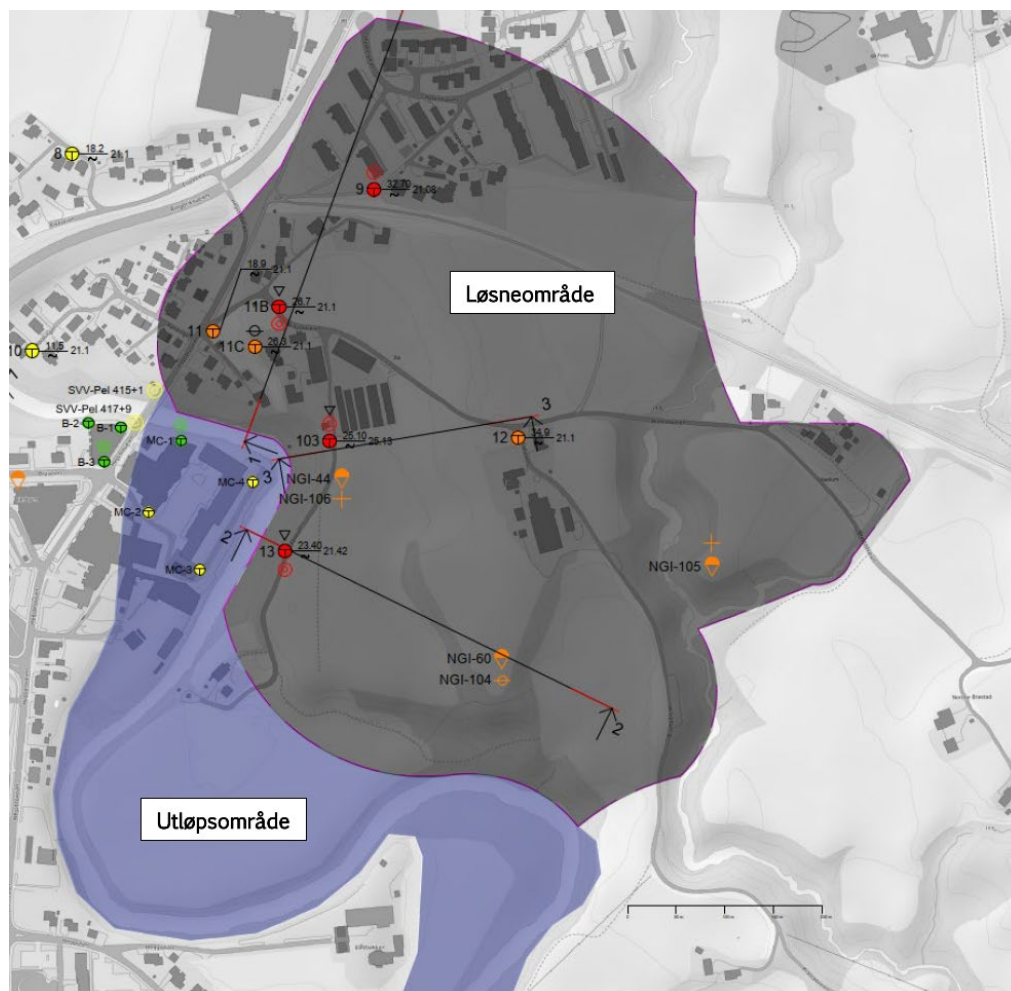 8 18.2 21.1
9 32.70 21.08
Løsneområde
18.9 21.1
11B 28.7 21.1
11
11C 26.3 21.1
10 11.5 21.1
SVV-Pel 415+1
SVV-Pel 417+9
B-2
B-1
MC-1
B-3
103 25.10 25.13
3
12 34.9 21.1
1
3
MC-4
NGI-44
NGI-106
MC-2
2
13 23.40 21.42
MC-3
NGI-105
NGI-60
NGI-104
2
Utløpsområde